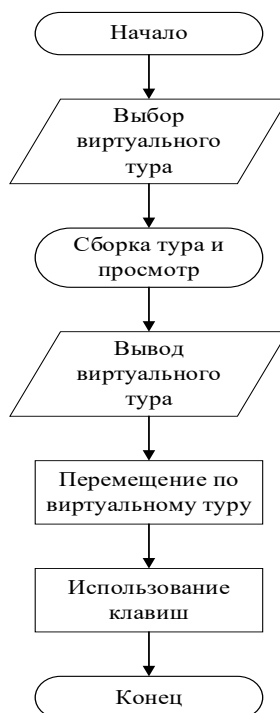 Начало
Выбор
виртуального
тура
Сборка тура и
просмотр
Вывод
виртуального
тура
Перемещение по
виртуальному туру
Использование
клавиш
Конец